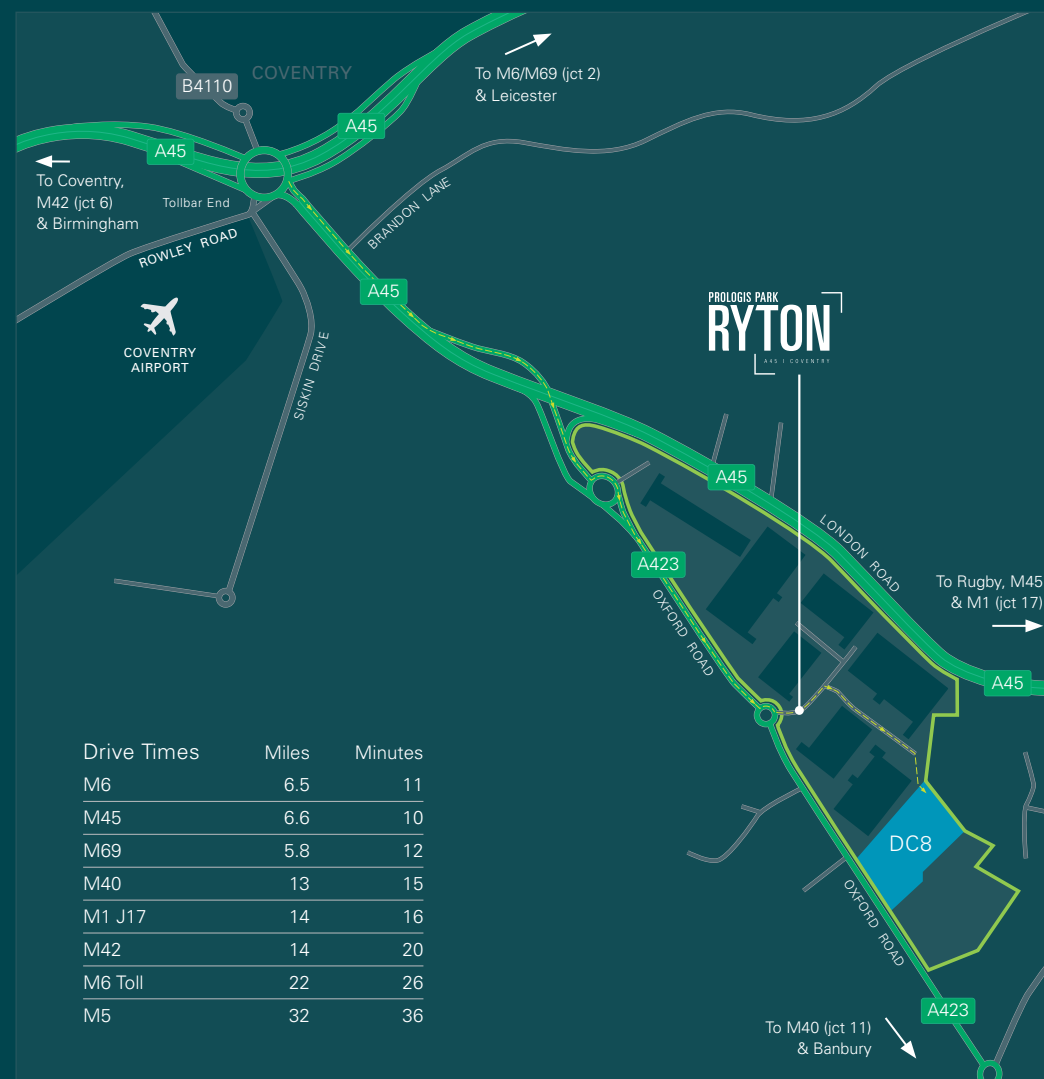 COVENTRY
B4110
To M6/M69 (jct 2)
& Leicester
A45
A45
To Coventry,
M42 (jct 6)
& Birmingham
Tollbar End
BRANDON LANE
ROWLEY ROAD
A45
COVENTRY
AIRPORT
SISKIN DRIVE
PROLOGIS PARK
RYTON
A45 | COVENTRY
A45
LONDON ROAD
A423
OXFORD ROAD
To Rugby, M45
& M1 (jct 17)
A45
Drive Times Miles Minutes
M6 6.5 11
M45 6.6 10
M69 5.8 12
M40 13 15
M1 J17 14 16
M42 14 20
M6 Toll 22 26
M5 32 36
DC8
OXFORD ROAD
A423
To M40 (jct 11)
& Banbury